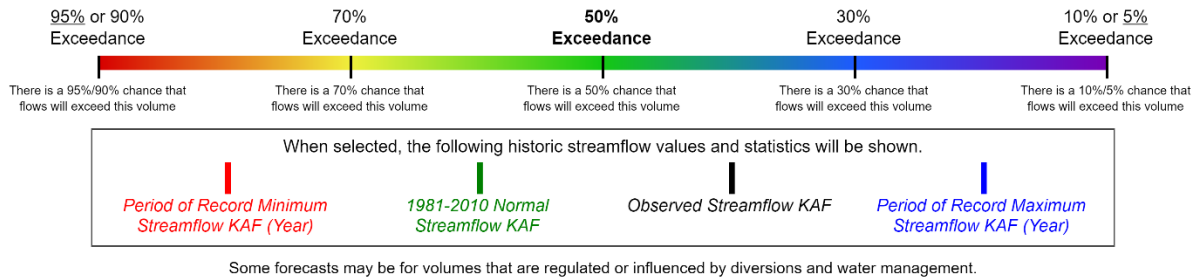 95% or 90%
Exceedance
70%
Exceedance
50%
Exceedance
30%
Exceedance
10% or 5%
Exceedance
There is a 95%/90% chance that
flows will exceed this volume
There is a 70% chance that
flows will exceed this volume
There is a 50% chance that
flows will exceed this volume
There is a 30% chance that
flows will exceed this volume
There is a 10%/5% chance that
flows will exceed this volume
When selected, the following historic streamflow values and statistics will be shown.
Period of Record Minimum
Streamflow KAF (Year)
1981-2010 Normal
Streamflow KAF
Observed Streamflow KAF
Period of Record Maximum
Streamflow KAF (Year)
Some forecasts may be for volumes that are regulated or influenced by diversions and water management.